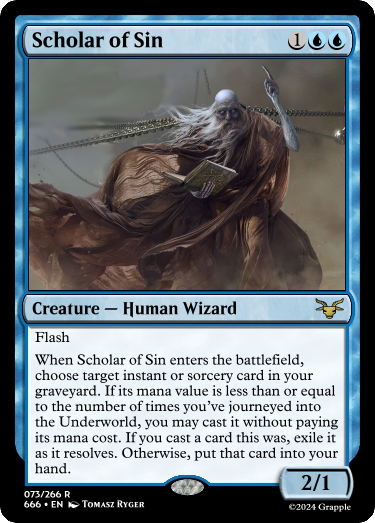 Scholar of Sin 1
Creature — Human Wizard
Flash
When Scholar of Sin enters the battlefield,
choose target instant or sorcery card in your
graveyard. If its mana value is less than or equal
to the number of times you've journeyed into
the Underworld, you may cast it without paying
its mana cost. If you cast a card this was, exile it
as it resolves. Otherwise, put that card into your
hand.
2/1
073/266 R
666 • EN Tomasz Ryger
©2024 Grapple